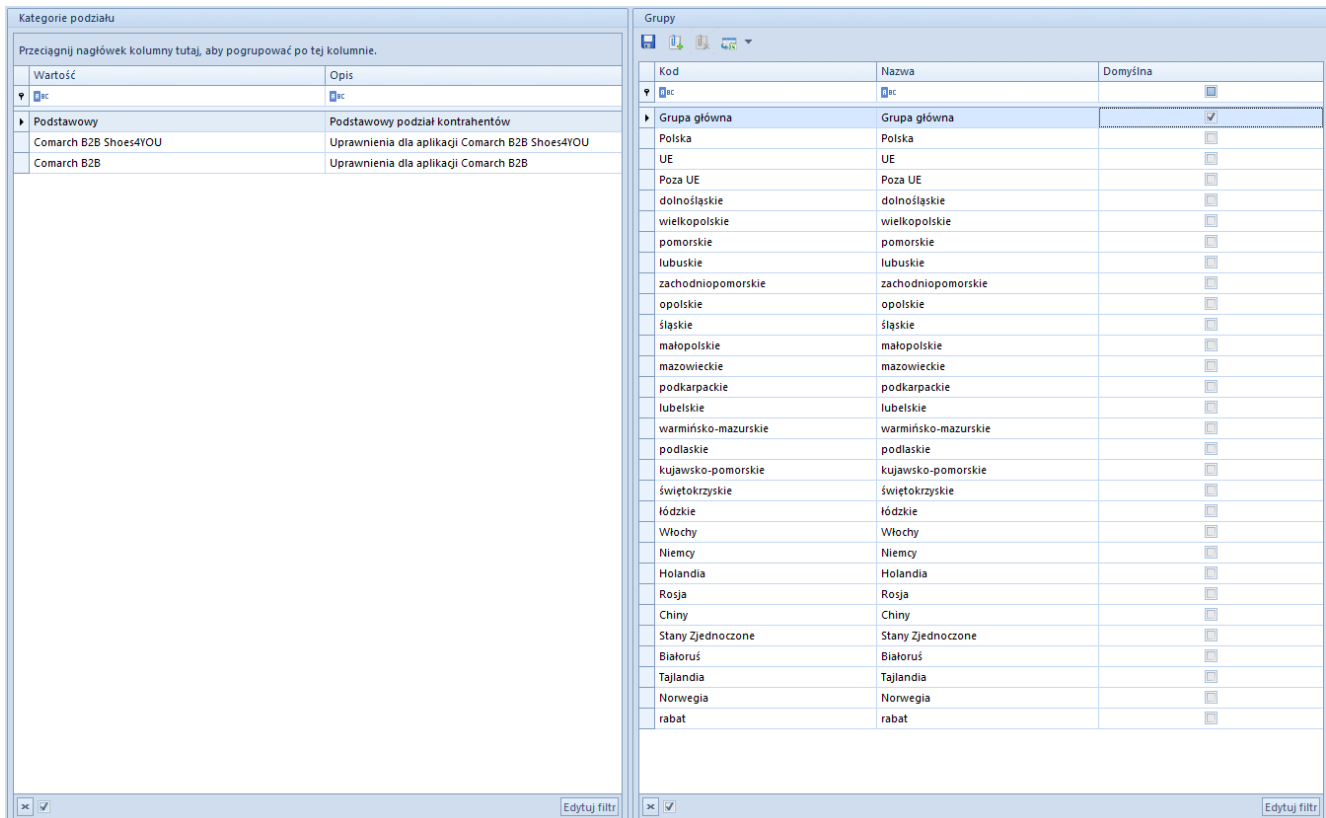 Kategorie podziału
Przeciągnij nagłówek kolumny tutaj, aby pogrupować po tej kolumnie.
Wartość Opis
Podstawowy Podstawowy podział kontrahentów
Comarch B2B Shoes4YOU Uprawnienia dla aplikacji Comarch B2B Shoes4YOU
Comarch B2B Uprawnienia dla aplikacji Comarch B2B
Edytuj filtr
Grupy
Kod Nazwa Domyślna
Grupa główna Grupa główna
Polska Polska
UE UE
Poza UE Poza UE
dolnośląskie dolnośląskie
wielkopolskie wielkopolskie
pomorskie pomorskie
lubuskie lubuskie
zachodniopomorskie zachodniopomorskie
opolskie opolskie
śląskie śląskie
małopolskie małopolskie
mazowieckie mazowieckie
podkarpackie podkarpackie
lubelskie lubelskie
warmińsko-mazurskie warmińsko-mazurskie
podlaskie podlaskie
kujawsko-pomorskie kujawsko-pomorskie
świętokrzyskie świętokrzyskie
łódzkie łódzkie
Włochy Włochy
Niemcy Niemcy
Holandia Holandia
Rosja Rosja
Chiny Chiny
Stany Zjednoczone Stany Zjednoczone
Białoruś Białoruś
Tajlandia Tajlandia
Norwegia Norwegia
rabat rabat
Edytuj filtr